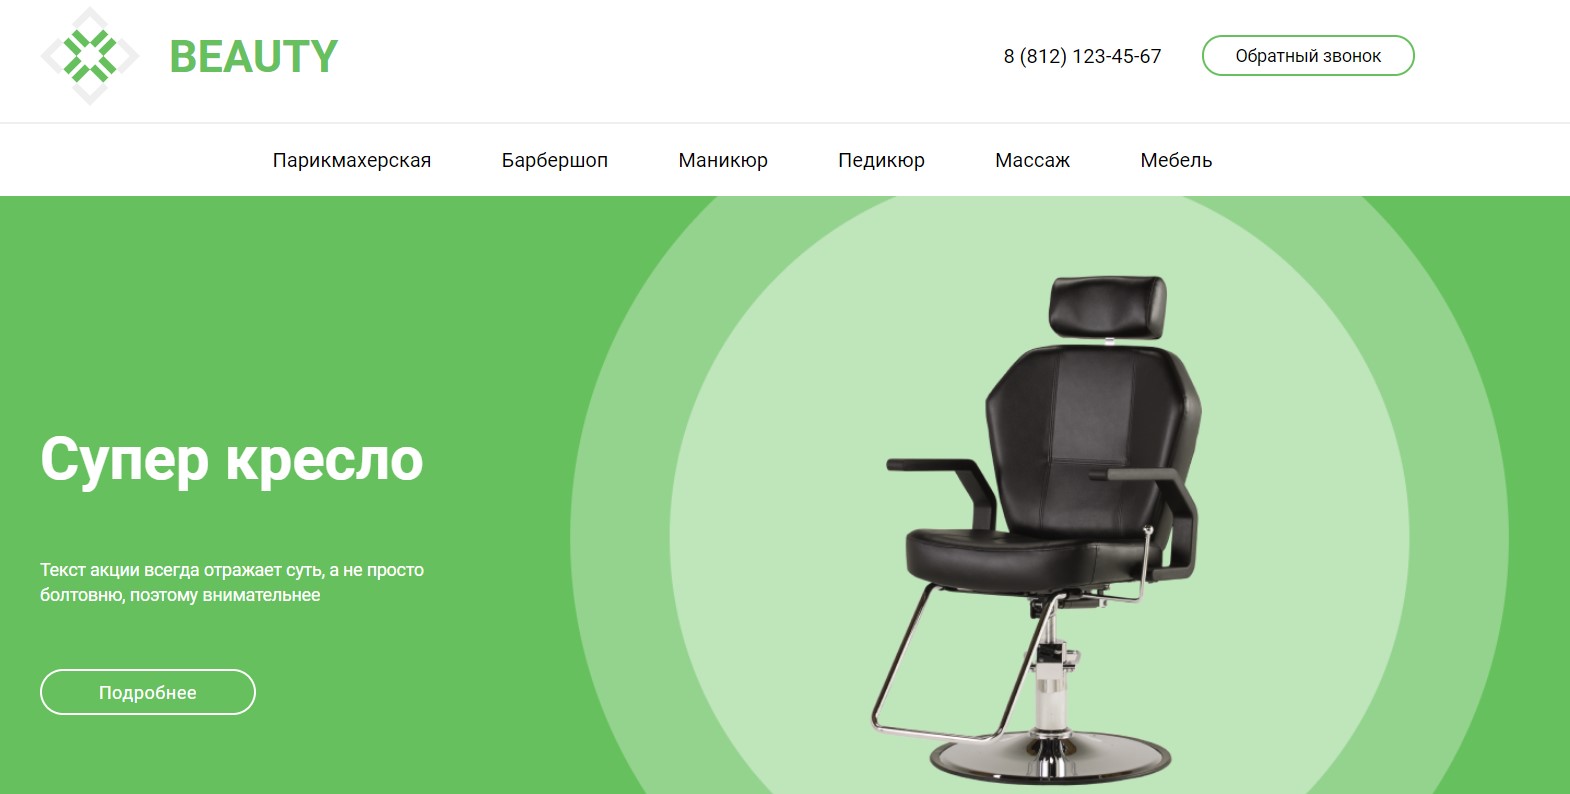 BEAUTY
8 (812) 123-45-67
Обратный звонок
Парикмахерская Барбершоп Маникюр Педикюр Массаж Мебель
Супер кресло
Текст акции всегда отражает суть, а не просто
болтовню, поэтому внимательнее
Подробнее